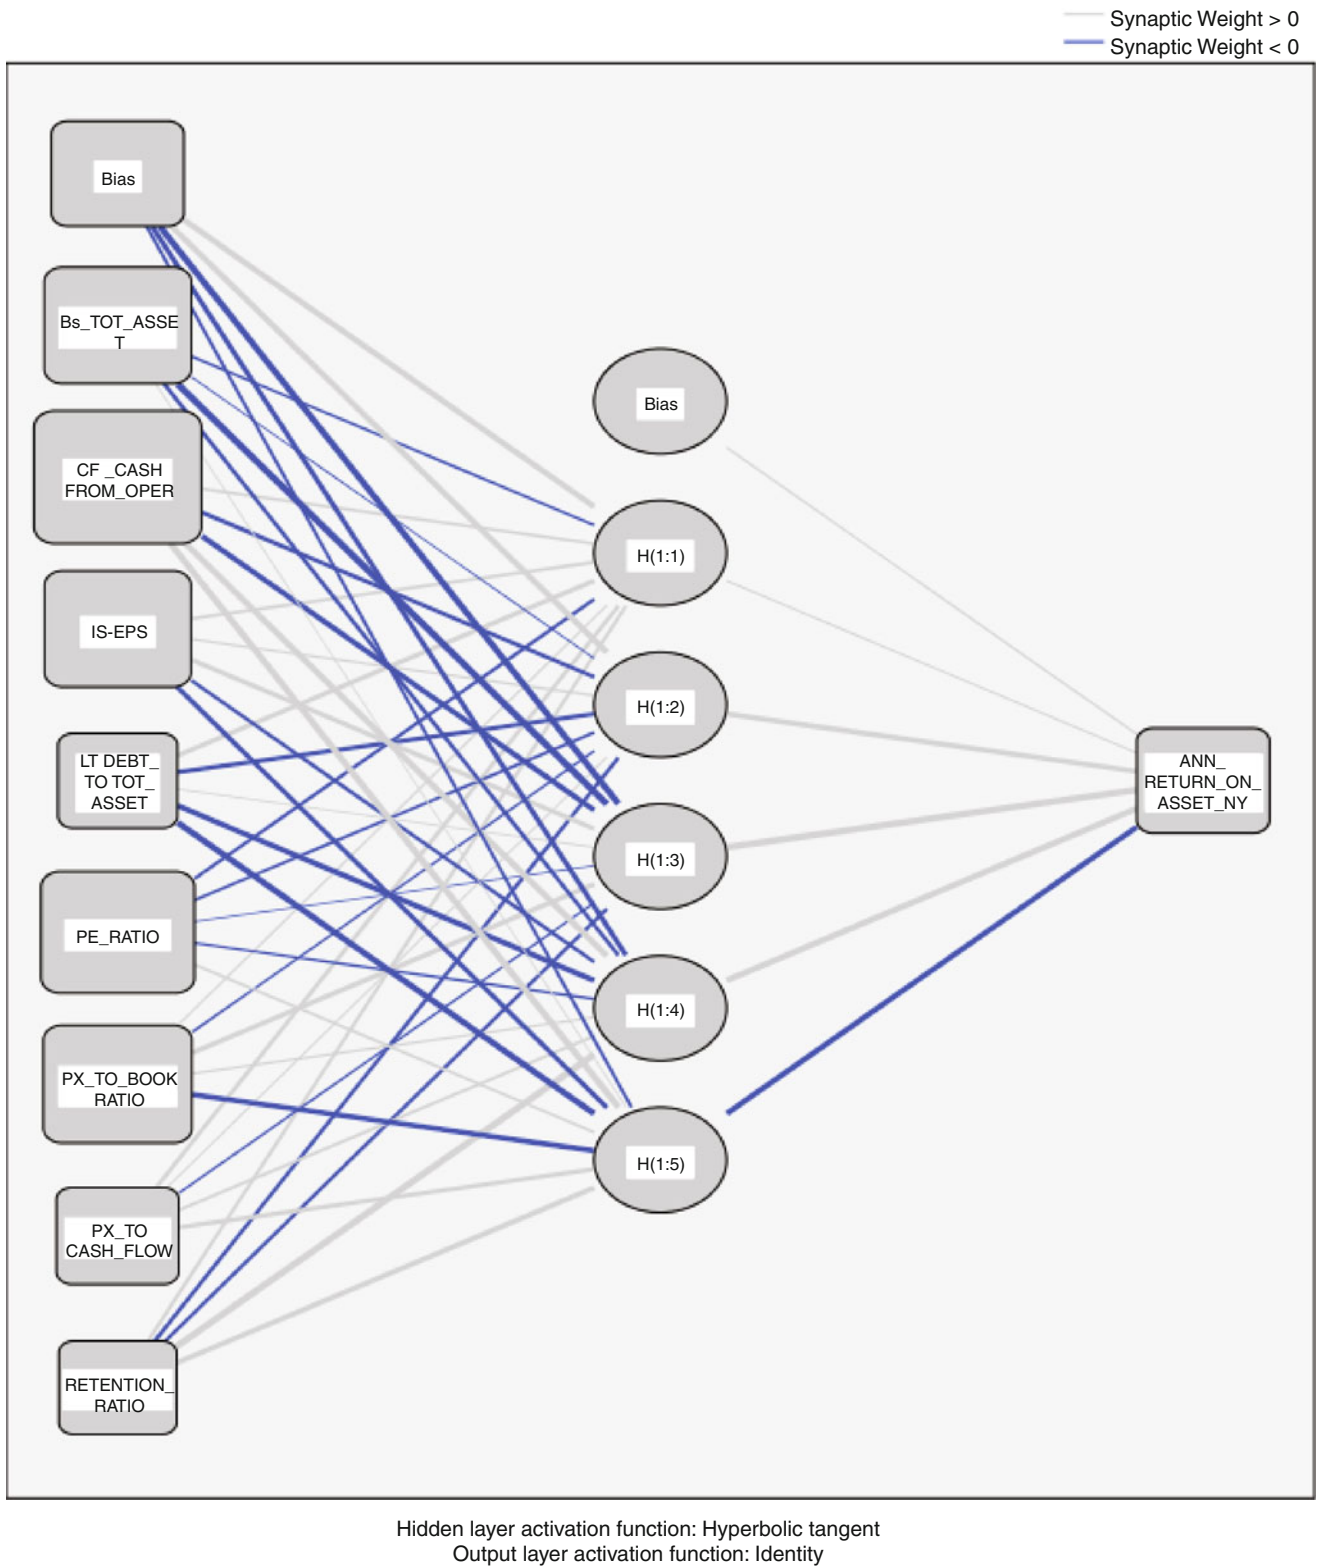 Synaptic Weight > 0
Synaptic Weight < 0
Bias
Bs_TOT_ASSE
T
CF _CASH
FROM_OPER
IS-EPS
LT DEBT_
TO TOT_
ASSET
PE_RATIO
PX_TO_BOOK
RATIO
PX_TO
CASH_FLOW
RETENTION_
RATIO
Bias
H(1:1)
H(1:2)
H(1:3)
H(1:4)
H(1:5)
ANN_
RETURN_ON_
ASSET_NY
Hidden layer activation function: Hyperbolic tangent
Output layer activation function: Identity